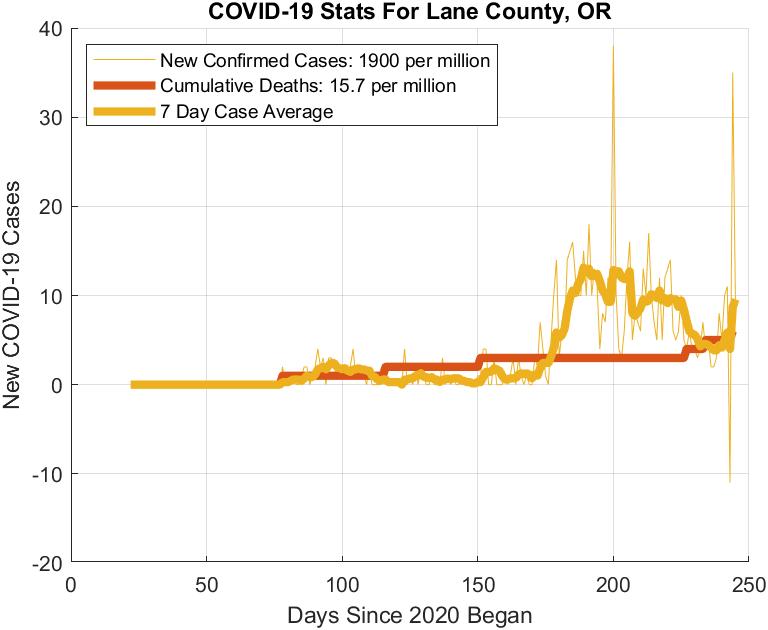 COVID-19 Stats For Lane County, OR
New Confirmed Cases: 1900 per million
Cumulative Deaths: 15.7 per million
7 Day Case Average
New COVID-19 Cases
40
30
20
10
0
-10
-20
0 50 100 150 200 250
Days Since 2020 Began